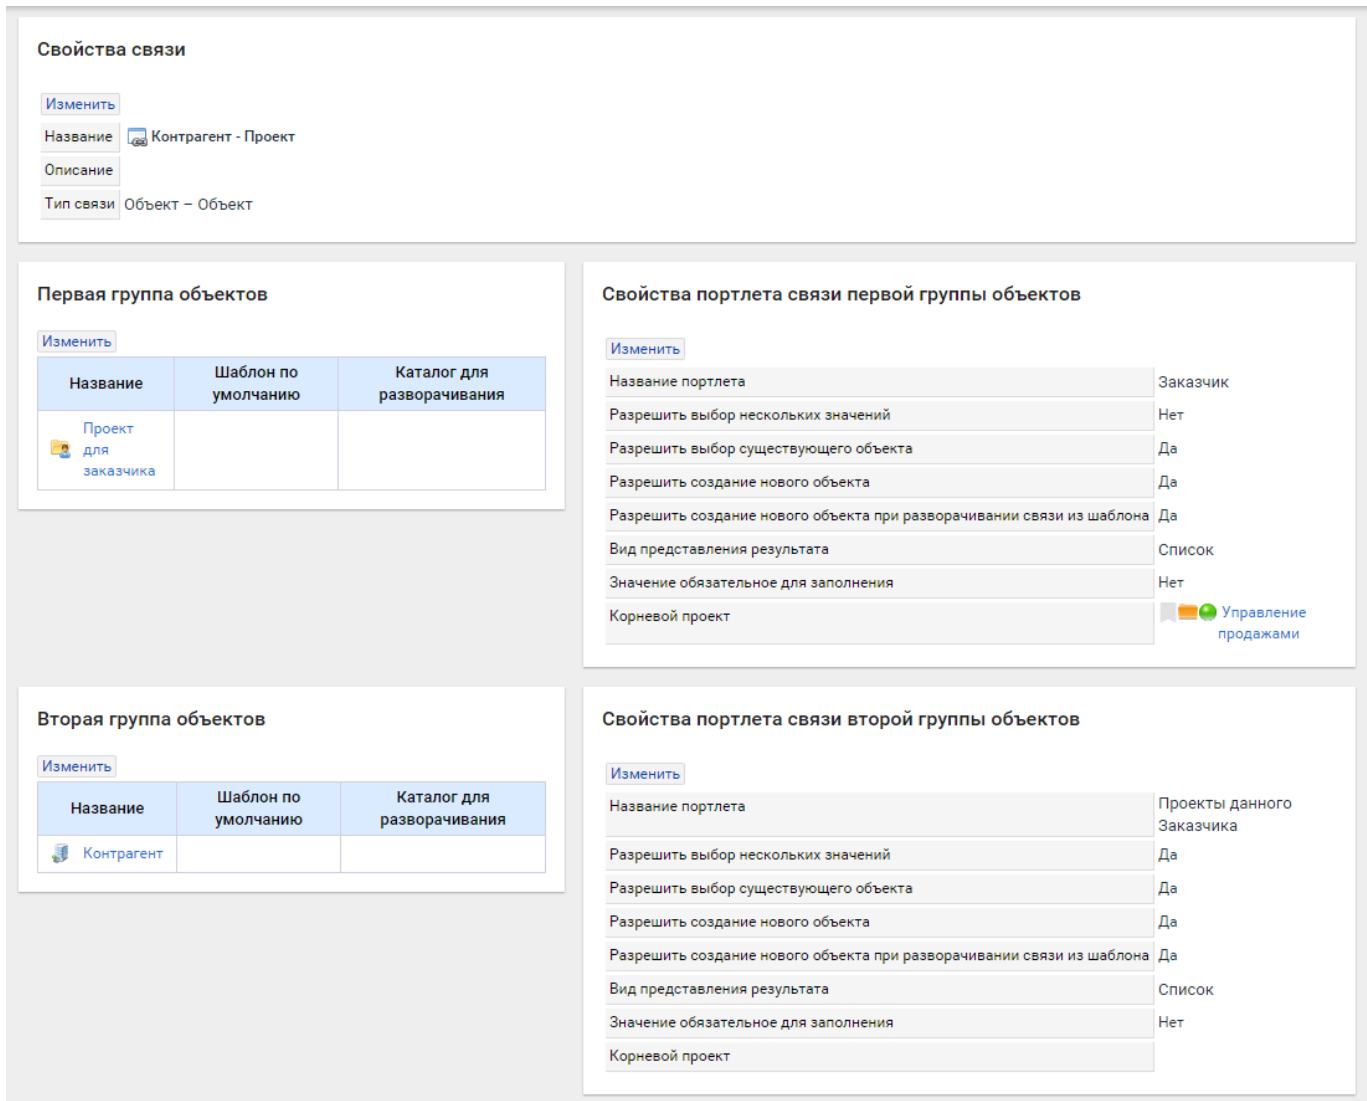 Свойства связи
Изменить
Название Контрагент - Проект
Описание
Тип связи Объект – Объект
Первая группа объектов
Изменить
Название Шаблон по умолчанию Каталог для разворачивания
Проект
для
заказчика
Свойства портлета связи первой группы объектов
Изменить
Название портлета Заказчик
Разрешить выбор нескольких значений Нет
Разрешить выбор существующего объекта Да
Разрешить создание нового объекта Да
Разрешить создание нового объекта при разворачивании связи из шаблона Да
Вид представления результата Список
Значение обязательное для заполнения Нет
Корневой проект Управление
продажами
Вторая группа объектов
Изменить
Название Шаблон по умолчанию Каталог для разворачивания
Контрагент
Свойства портлета связи второй группы объектов
Изменить
Название портлета Проекты данного
Заказчика
Разрешить выбор нескольких значений Да
Разрешить выбор существующего объекта Да
Разрешить создание нового объекта Да
Разрешить создание нового объекта при разворачивании связи из шаблона Да
Вид представления результата Список
Значение обязательное для заполнения Нет
Корневой проект